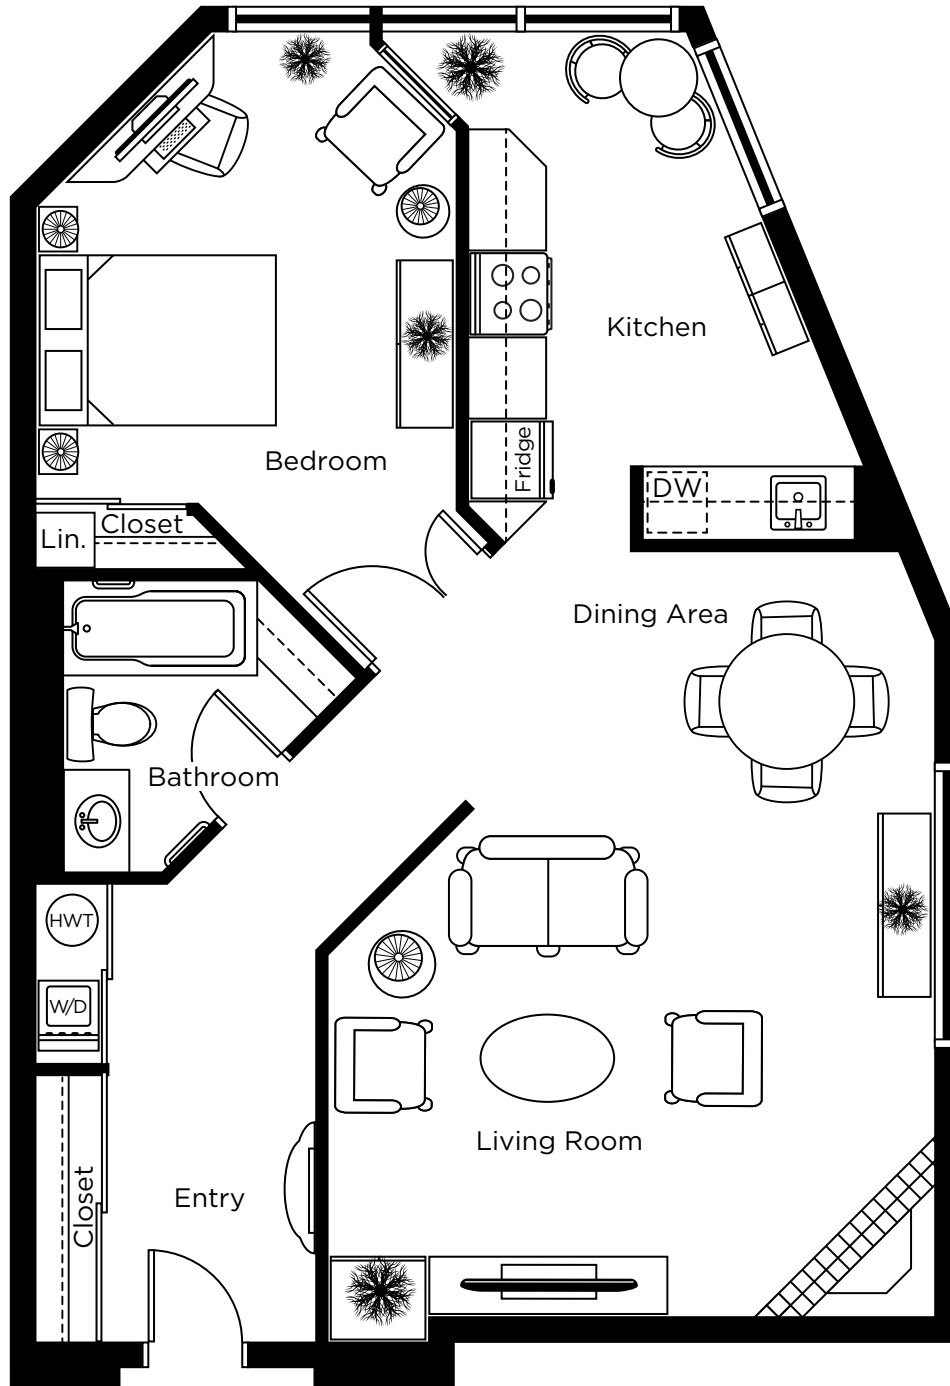 Kitchen
Bedroom
Fridge
DW
Closet
Lin.
Dining Area
Bathroom
HWT
W/D
Living Room
Closet
Entry